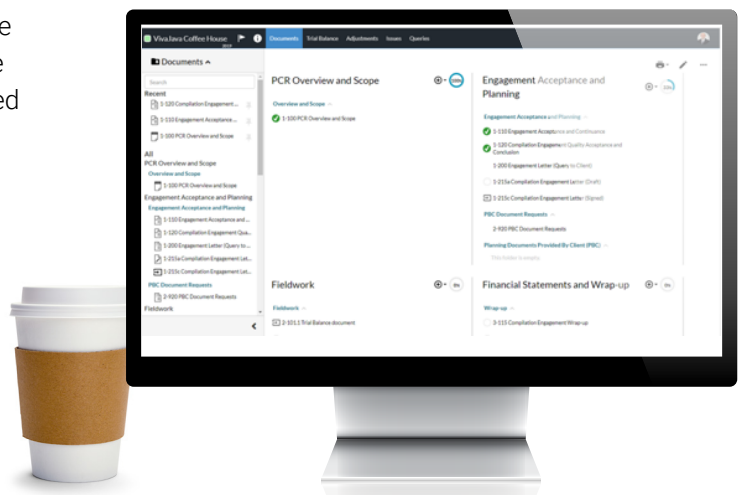 e
e
ed
VivaJava Coffee House
2019
Documents
Trial Balance
Adjustments
Issues
Queries
Documents
Search
Recent
1-120 Compilation Engagement ...
1-110 Engagement Acceptance ...
1-100 PCR Overview and Scope
All
PCR Overview and Scope
Overview and Scope
1-100 PCR Overview and Scope
Engagement Acceptance and Planning
Engagement Acceptance and Planning
1-110 Engagement Acceptance and ...
1-120 Compilation Engagement Qua...
1-200 Engagement Letter (Query to ...
1-215a Compilation Engagement Let...
1-215c Compilation Engagement Let...
PBC Document Requests
2-920 PBC Document Requests
Fieldwork
PCR Overview and Scope
100%
Overview and Scope
1-100 PCR Overview and Scope
Engagement Acceptance and
Planning
Engagement Acceptance and Planning
1-110 Engagement Acceptance and Continuance
1-120 Compilation Engagement Quality Acceptance and
Conclusion
1-200 Engagement Letter (Query to Client)
1-215a Compilation Engagement Letter (Draft)
1-215c Compilation Engagement Letter (Signed)
PBC Document Requests
2-920 PBC Document Requests
Planning Documents Provided By Client (PBC)
This folder is empty.
Fieldwork
0%
Fieldwork
2-101.1 Trial Balance document
Financial Statements and Wrap-up
0%
Wrap-up
3-115 Compilation Engagement Wrap-up